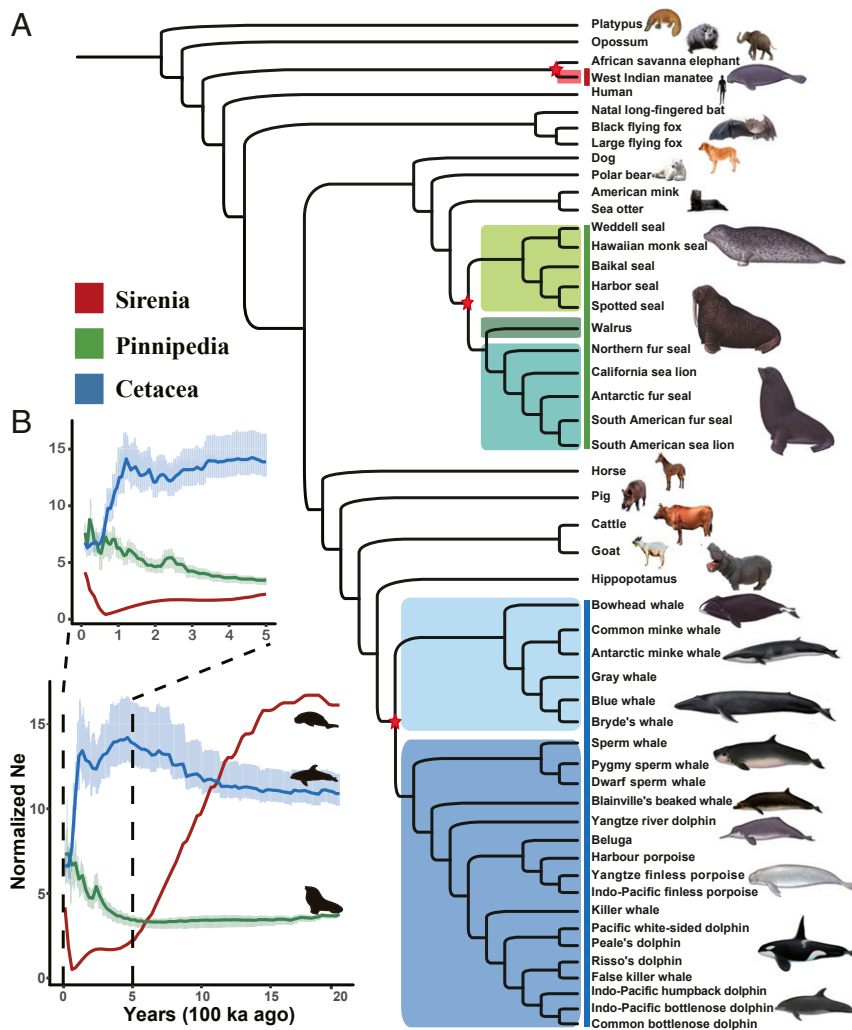 A
Platypus
Opossum
African savanna elephant
West Indian manatee
Human
Natal long-fingered bat
Black flying fox
Large flying fox
Dog
Polar bear
American mink
Sea otter
Weddell seal
Hawaiian monk seal
Baikal seal
Harbor seal
Spotted seal
Walrus
Northern fur seal
California sea lion
Antarctic fur seal
South American fur seal
South American sea lion
Horse
Pig
Cattle
Goat
Hippopotamus
Bowhead whale
Common minke whale
Antarctic minke whale
Gray whale
Blue whale
Bryde's whale
Sperm whale
Pygmy sperm whale
Dwarf sperm whale
Blainville's beaked whale
Yangtze river dolphin
Beluga
Harbour porpoise
Yangtze finless porpoise
Indo-Pacific finless porpoise
Killer whale
Pacific white-sided dolphin
Peale's dolphin
Risso's dolphin
False killer whale
Indo-Pacific humpback dolphin
Indo-Pacific bottlenose dolphin
Common bottlenose dolphin
Sirenia
Pinnipedia
Cetacea
B
15
10
5
0
0 1 2 3 4 5
Normalized Ne
15
10
5
0
0 5 10 15 20
Years (100 ka ago)